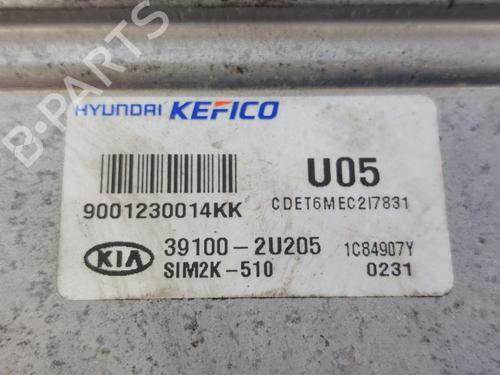 B-PARTS
HYUNDAI KEFICO
U05
9001230014KK
CDET6MEC2I7831
KIA
39100-2U205
1C84907Y
SIM2K-510
0231